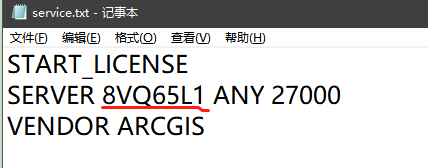 service.txt - 记事本
文件(F) 编辑(E) 格式(O) 查看(V) 帮助(H)
START_LICENSE
SERVER 8VQ65L1 ANY 27000
VENDOR ARCGIS